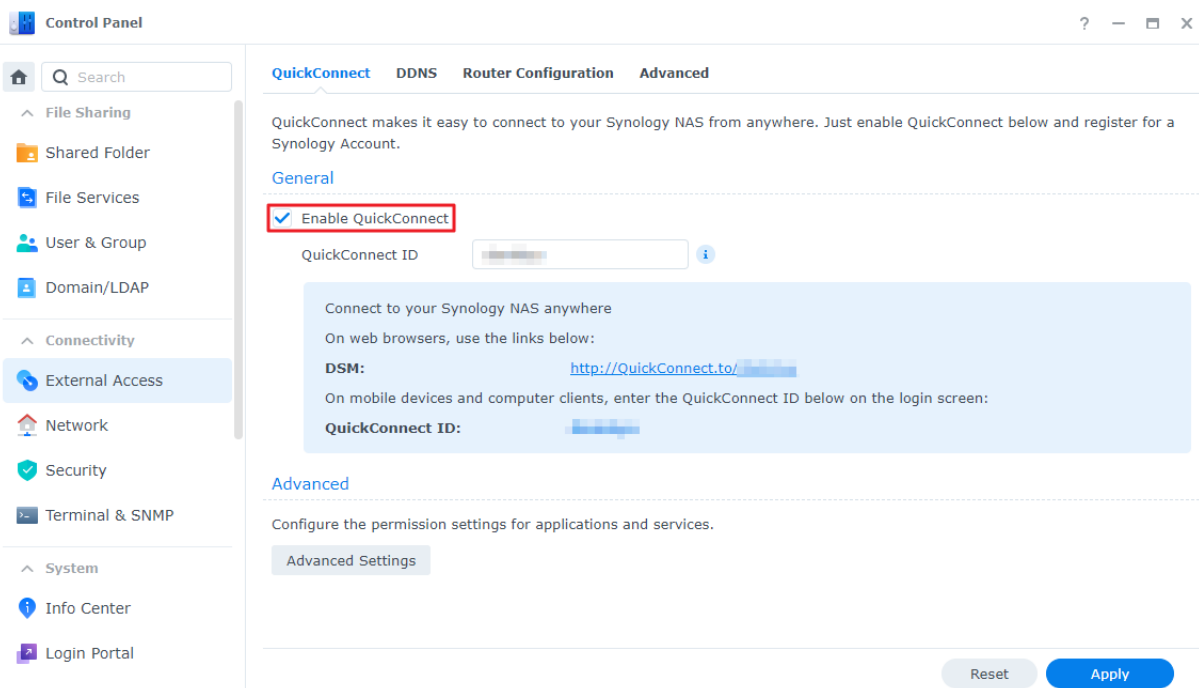 Control Panel
Search
File Sharing
Shared Folder
File Services
User & Group
Domain/LDAP
Connectivity
External Access
Network
Security
Terminal & SNMP
System
Info Center
Login Portal
QuickConnect DDNS Router Configuration Advanced
QuickConnect makes it easy to connect to your Synology NAS from anywhere. Just enable QuickConnect below and register for a
Synology Account.
General
Enable QuickConnect
QuickConnect ID
Connect to your Synology NAS anywhere
On web browsers, use the links below:
DSM: http://QuickConnect.to/
On mobile devices and computer clients, enter the QuickConnect ID below on the login screen:
QuickConnect ID:
Advanced
Configure the permission settings for applications and services.
Advanced Settings
Reset Apply